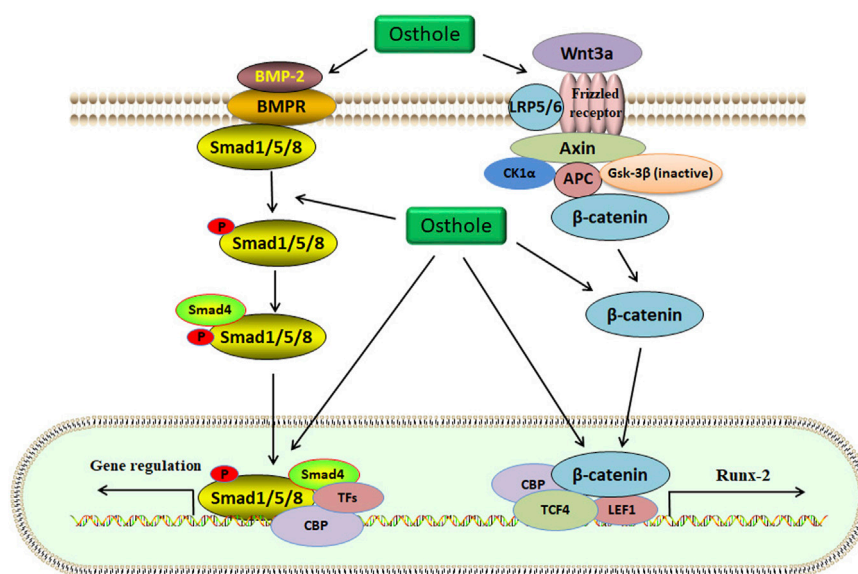 Osthole
Wnt3a
BMP-2
BMPR
LRP5/6
Frizzled
receptor
Smad1/5/8
Axin
CK1α
APC
Gsk-3β (inactive)
β-catenin
P
Smad1/5/8
Osthole
Smad4
P
Smad1/5/8
β-catenin
Gene regulation
P
Smad4
Smad1/5/8
TFs
CBP
β-catenin
CBP
TCF4
LEF1
Runx-2